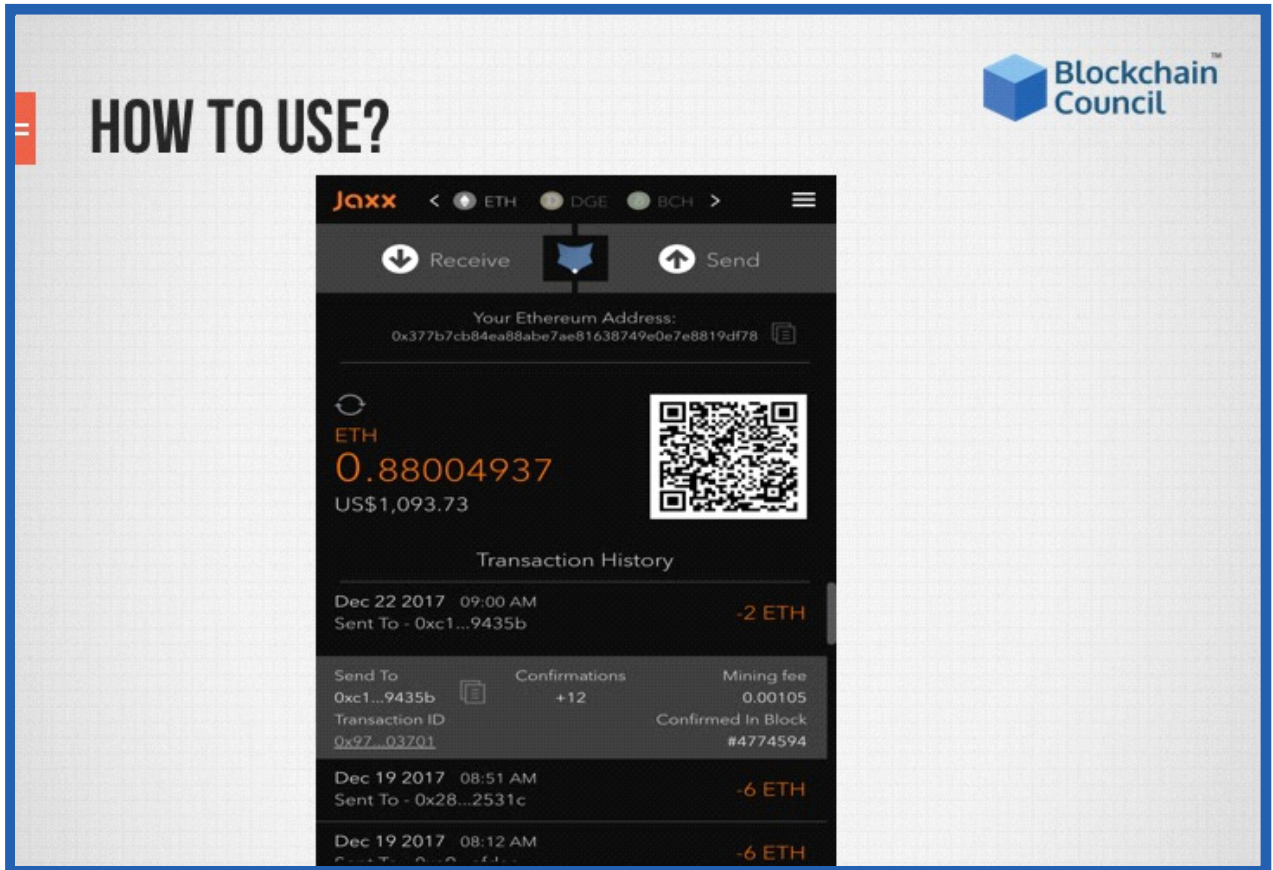 HOW TO USE?
Blockchain™
Council
Jaxx < ETH DGE BCH >
Receive Send
Your Ethereum Address:
0x377b7cb84ea88abe7ae81638749e0e7e8819df78
ETH
0.88004937
US$1,093.73
Transaction History
Dec 22 2017 09:00 AM
-2 ETH
Sent To - 0xc1...9435b
Send To Confirmations Mining fee
0xc1...9435b +12 0.00105
Transaction ID Confirmed In Block
0x97...03701 #4774594
Dec 19 2017 08:51 AM
-6 ETH
Sent To - 0x28...2531c
Dec 19 2017 08:12 AM
-6 ETH